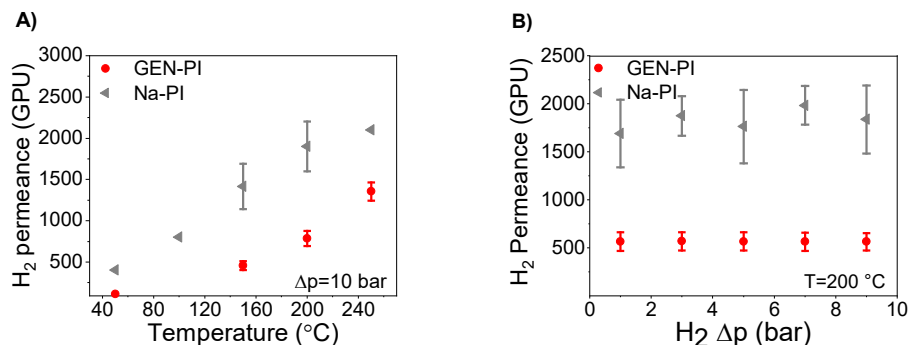 A)
3000
2500
2000
1500
1000
500
H₂ permeance (GPU)
GEN-PI
Na-PI
Δp=10 bar
40 80 120 160 200 240
Temperature (°C)
B)
2500
2000
1500
1000
500
0
H₂ Permeance (GPU)
GEN-PI
Na-PI
T=200 °C
0 2 4 6 8 10
H₂ Δp (bar)